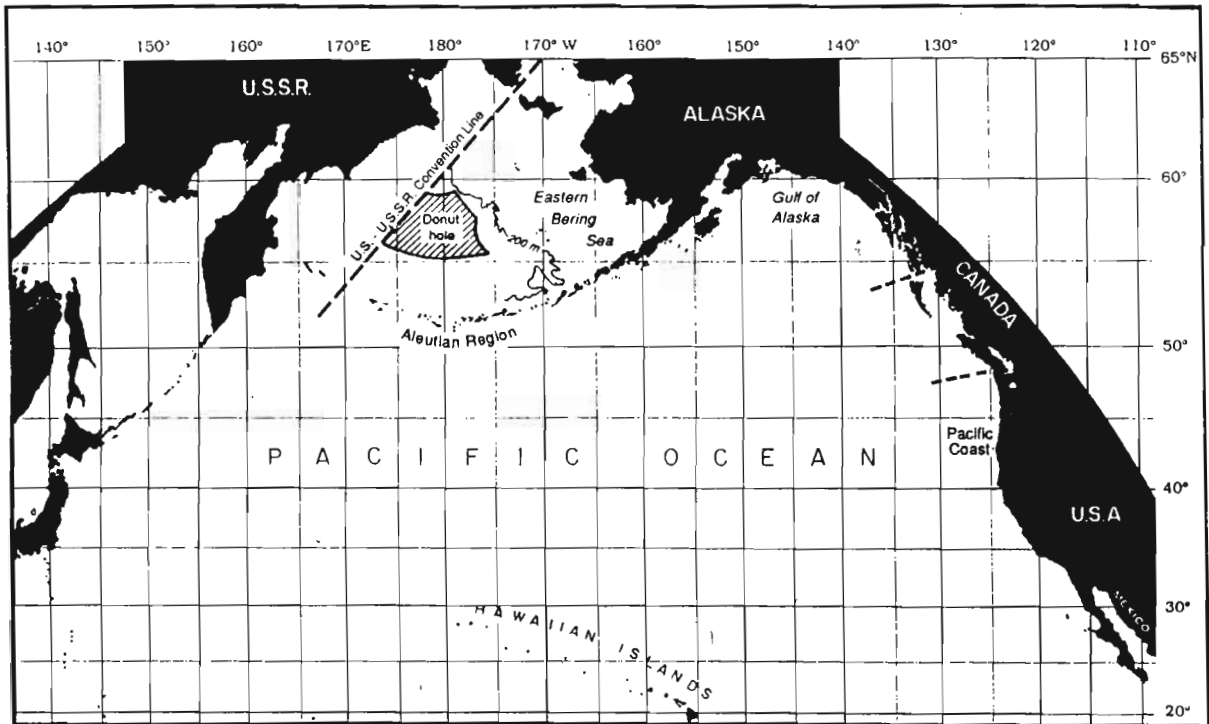 140° 150° 160° 170°E 180° 170°W 160° 150° 140° 130° 120° 110°
65°N
U.S.S.R.
ALASKA
U.S.-U.S.S.R. Convention Line
60°
Donut
hole
Eastern
Bering
Sea
200 m
Gulf of
Alaska
CANADA
Aleutian Region
50°
PACIFIC OCEAN
Pacific
Coast
40°
U.S.A
30°
MEXICO
HAWAIIAN ISLANDS
20°